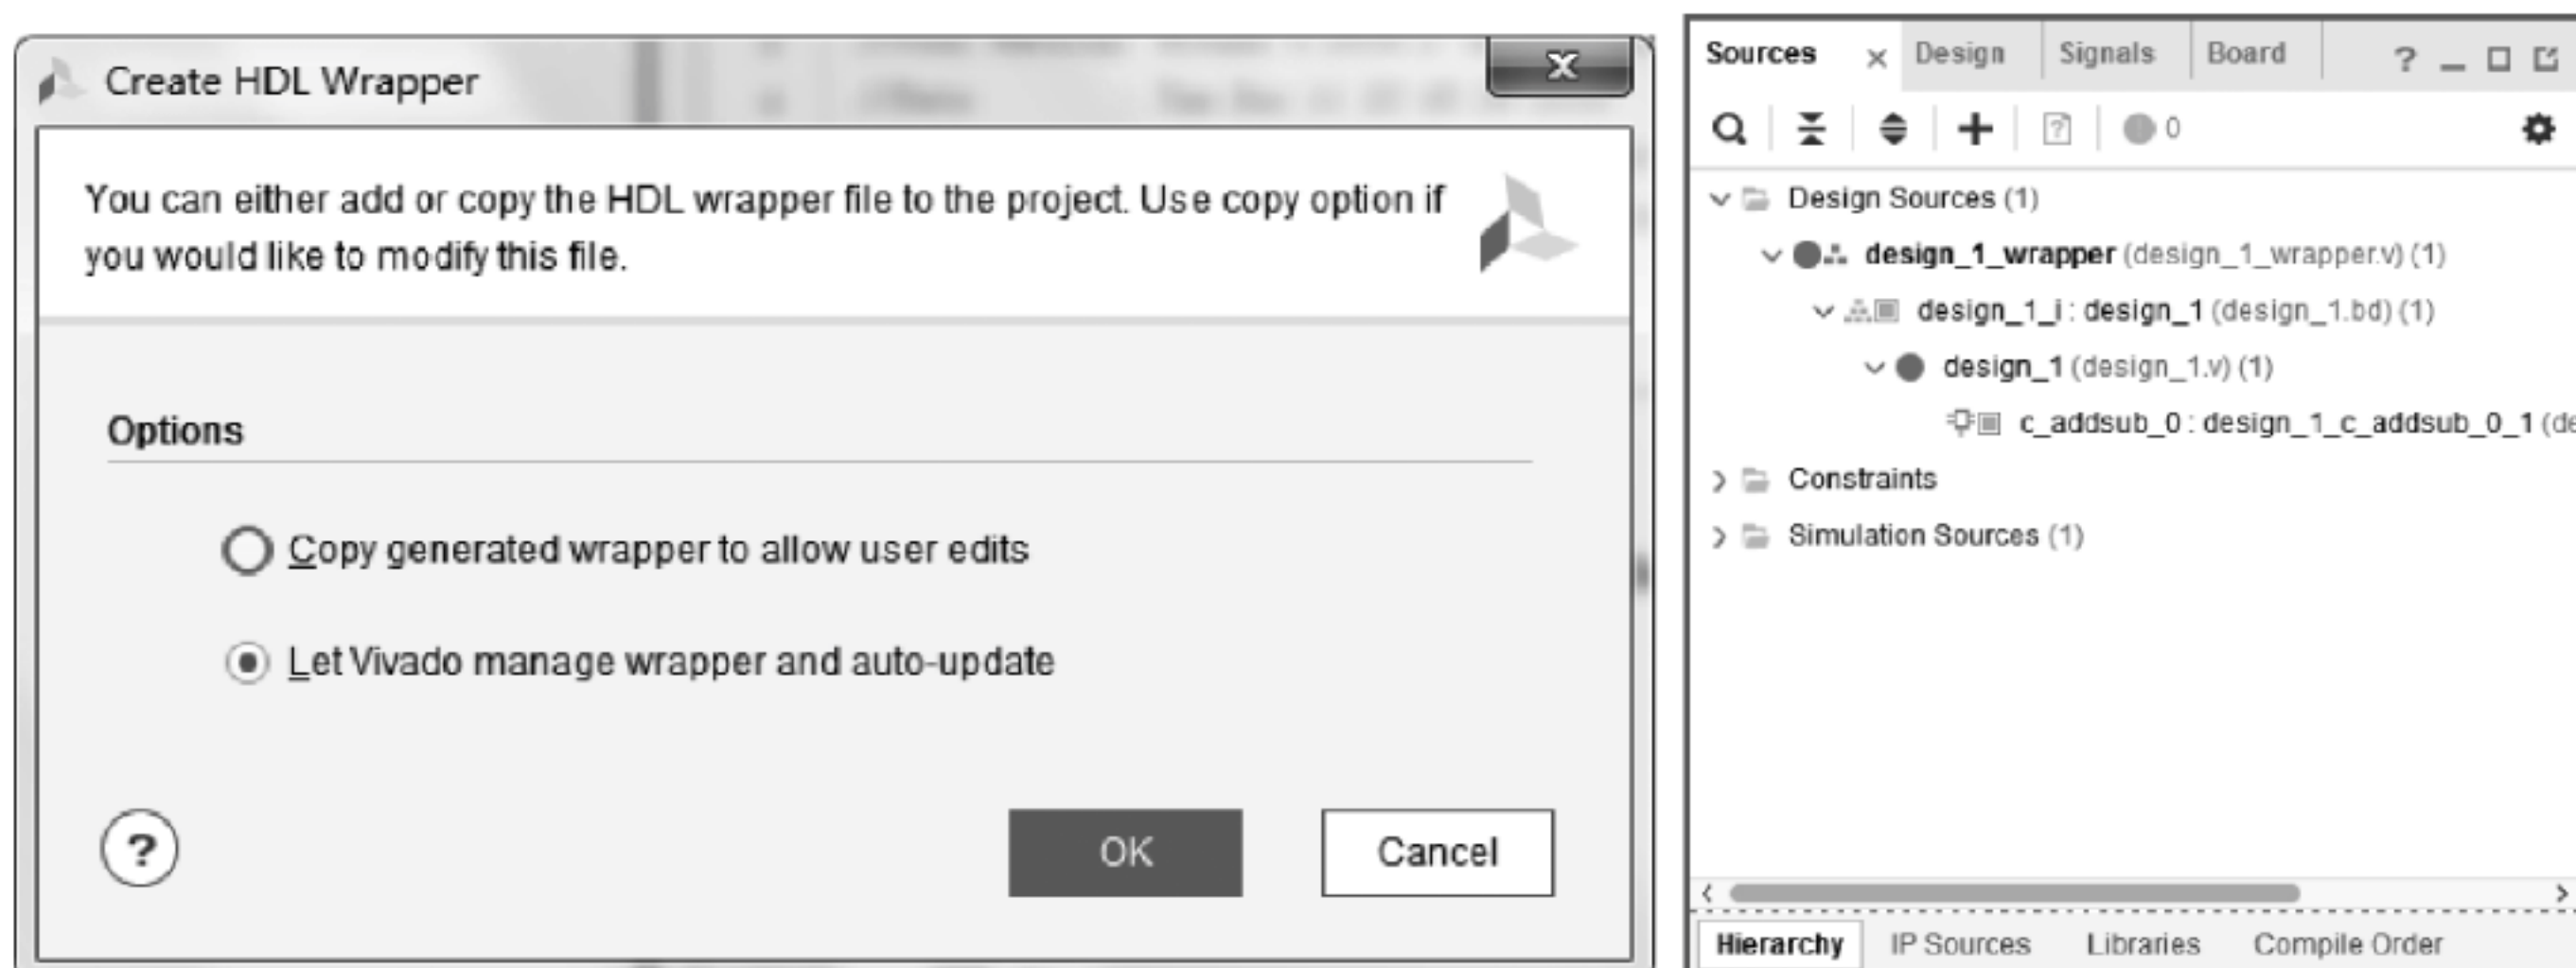 Create HDL Wrapper
You can either add or copy the HDL wrapper file to the project. Use copy option if
you would like to modify this file.
Options
Copy generated wrapper to allow user edits
Let Vivado manage wrapper and auto-update
?
OK
Cancel
Sources
Design
Signals
Board
?
0
Design Sources (1)
design_1_wrapper (design_1_wrapper.v) (1)
design_1_i : design_1 (design_1.bd) (1)
design_1 (design_1.v) (1)
c_addsub_0 : design_1_c_addsub_0_1 (de
Constraints
Simulation Sources (1)
Hierarchy
IP Sources
Libraries
Compile Order